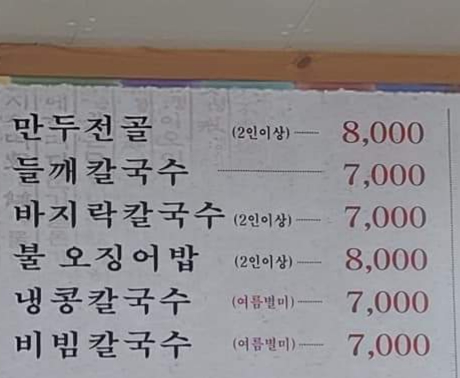 만두전골 (2인이상) ...... 8,000
들깨칼국수 ...... 7,000
바지락칼국수 (2인이상) ...... 7,000
불 오징어밥 (2인이상) ...... 8,000
냉콩칼국수 (여름별미) ...... 7,000
비빔칼국수 (여름별미) ...... 7,000